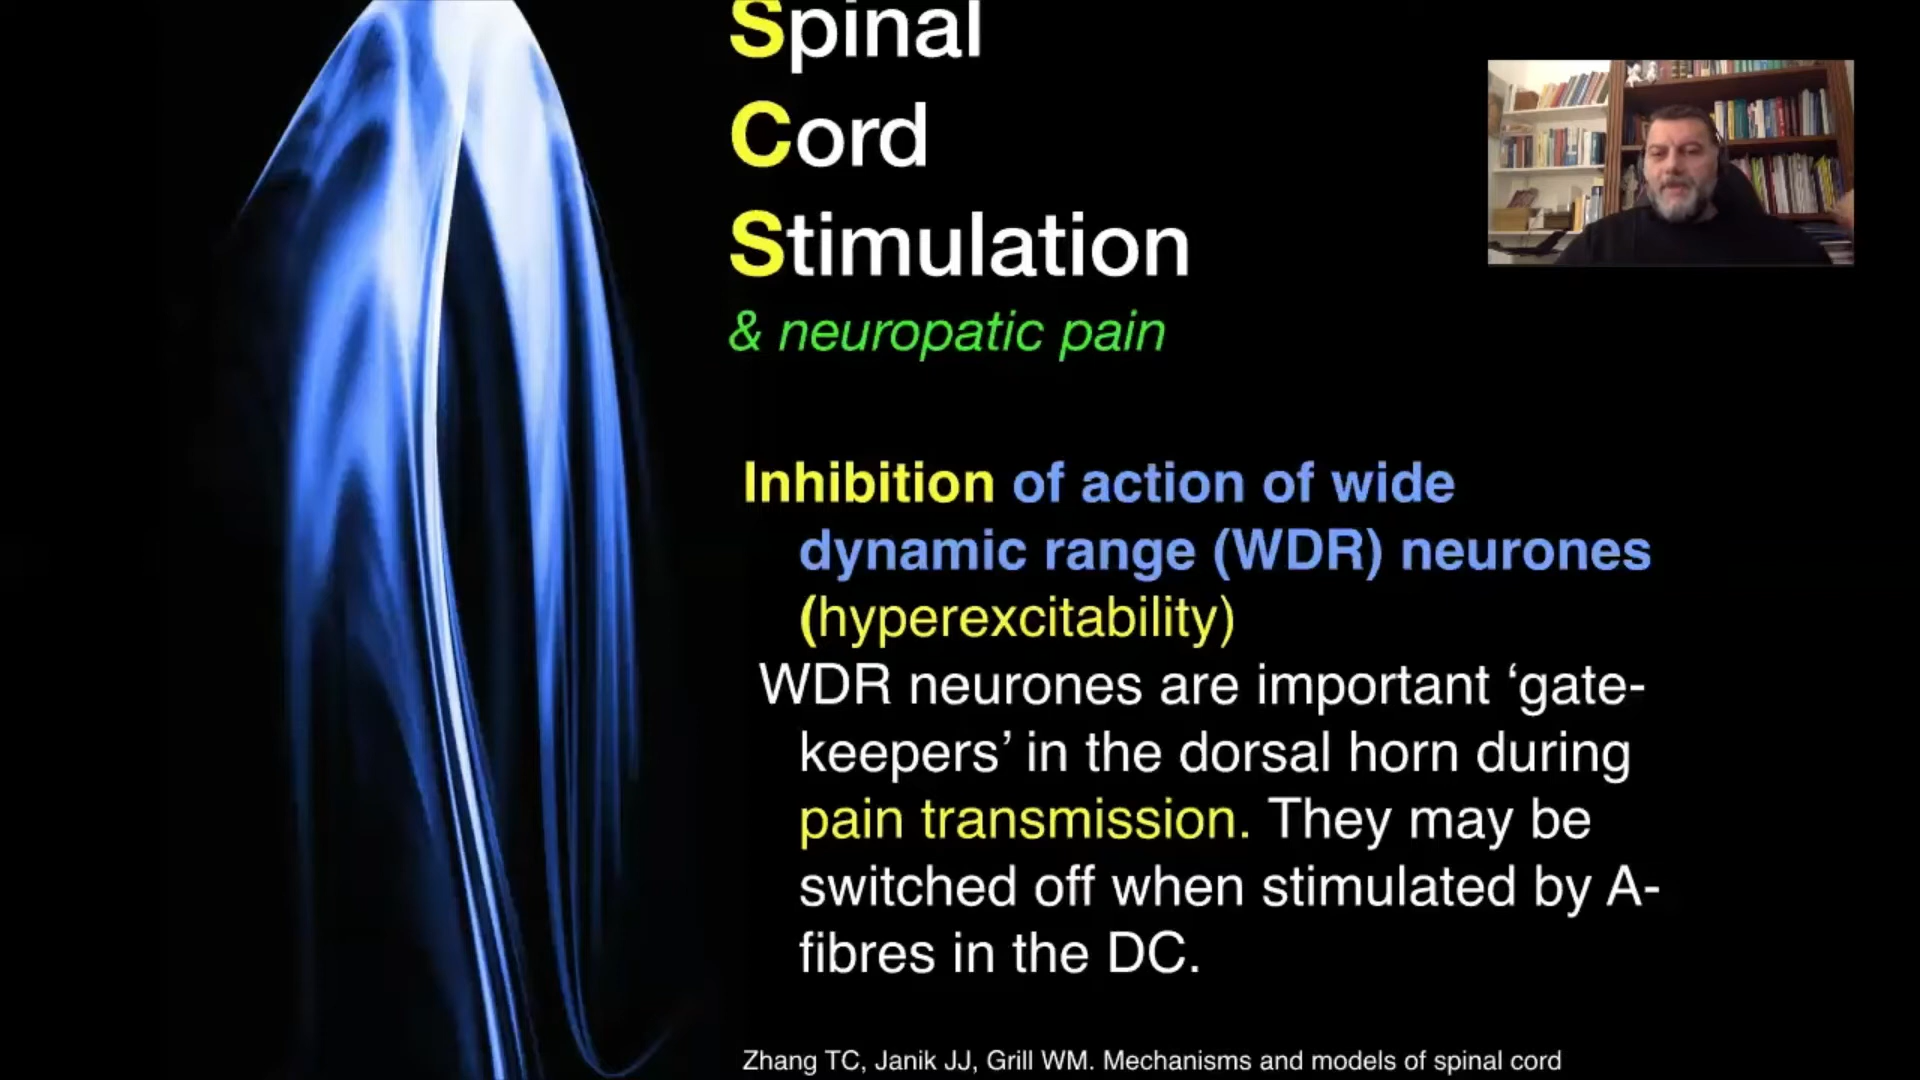 Spinal
Cord
Stimulation
& neuropatic pain
Inhibition of action of wide
dynamic range (WDR) neurones
(hyperexcitability)
WDR neurones are important ‘gate-
keepers’ in the dorsal horn during
pain transmission. They may be
switched off when stimulated by A-
fibres in the DC.
Zhang TC, Janik JJ, Grill WM. Mechanisms and models of spinal cord